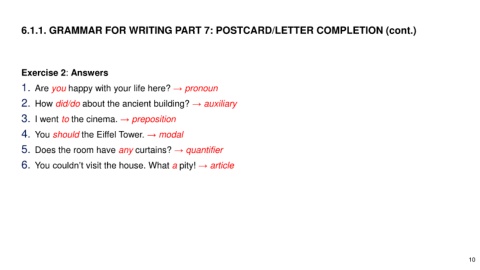 6.1.1. GRAMMAR FOR WRITING PART 7: POSTCARD/LETTER COMPLETION (cont.)
Exercise 2: Answers
1. Are you happy with your life here? → pronoun
2. How did/do about the ancient building? → auxiliary
3. I went to the cinema. → preposition
4. You should the Eiffel Tower. → modal
5. Does the room have any curtains? → quantifier
6. You couldn't visit the house. What a pity! → article
10